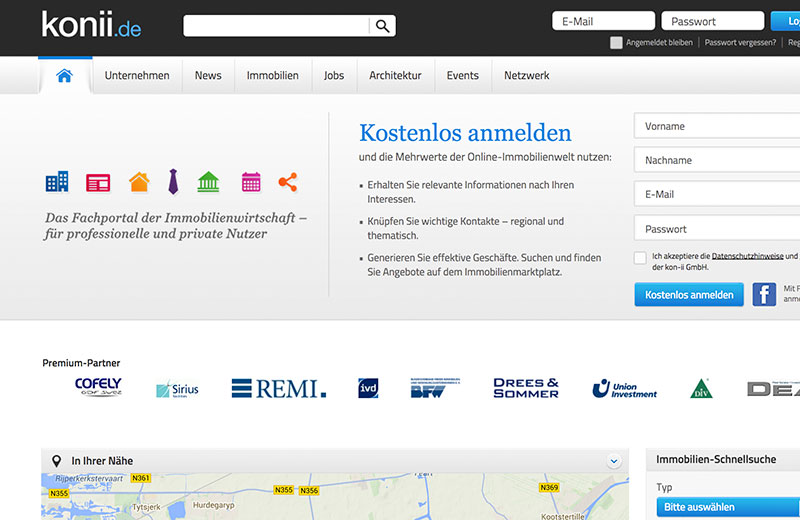 konii.de
E-Mail
Passwort
Angemeldet bleiben | Passwort vergessen?
Unternehmen
News
Immobilien
Jobs
Architektur
Events
Netzwerk
Das Fachportal der Immobilienwirtschaft –
für professionelle und private Nutzer
Kostenlos anmelden
und die Mehrwerte der Online-Immobilienwelt nutzen:
Erhalten Sie relevante Informationen nach Ihren
Interessen.
Knüpfen Sie wichtige Kontakte – regional und
thematisch.
Generieren Sie effektive Geschäfte. Suchen und finden
Sie Angebote auf dem Immobilienmarktplatz.
Vorname
Nachname
E-Mail
Passwort
Ich akzeptiere die Datenschutzhinweise und
der kon-ii GmbH.
Kostenlos anmelden
Mit
Premium-Partner
COFELY
GDF SUEZ
Sirius
REMI.
ivd
BFW
DREES &
SOMMER
Union
Investment
DIV
In Ihrer Nähe
Rijperkerkstervaart
N361
N355
Tytsjerk
Hurdegaryp
N355
N356
N369
Kootstertille
Immobilien-Schnellsuche
Typ
Bitte auswählen